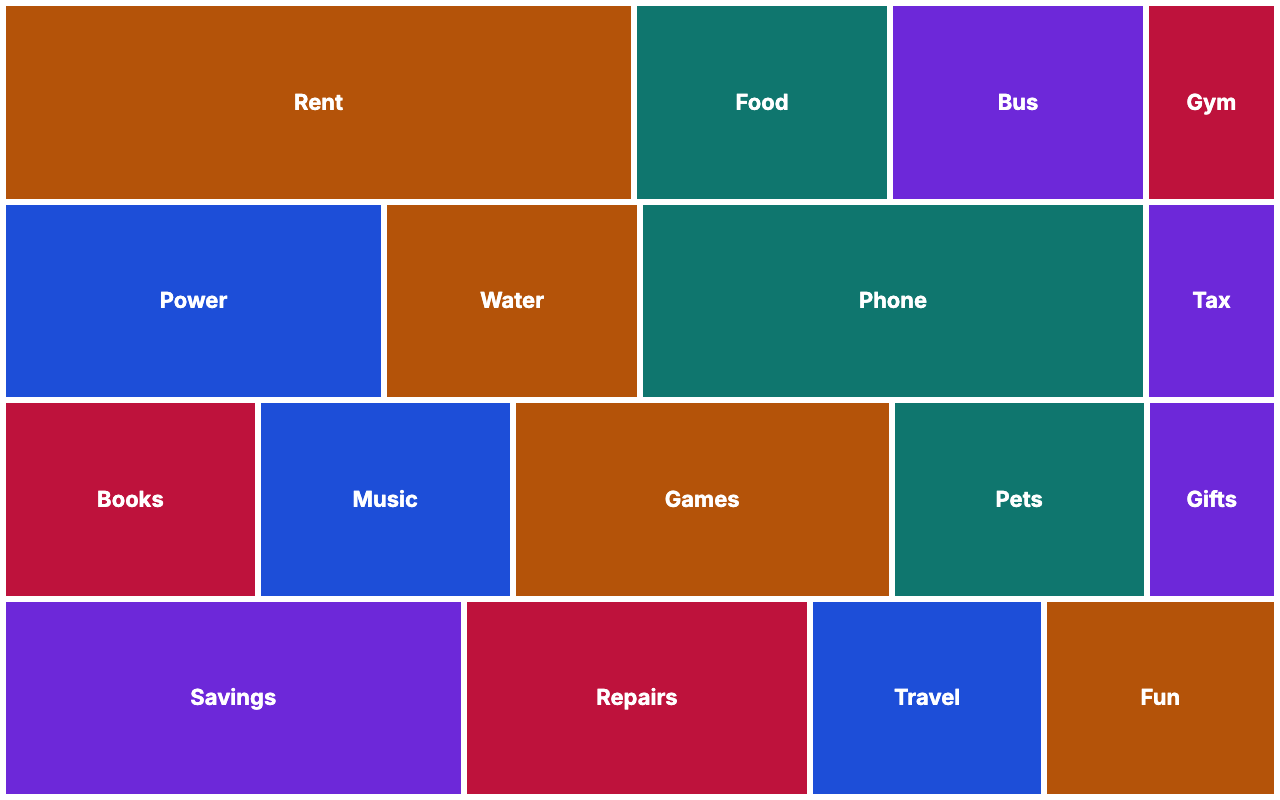 Rent
Food
Bus
Gym
Power
Water
Phone
Tax
Books
Music
Games
Pets
Gifts
Savings
Repairs
Travel
Fun